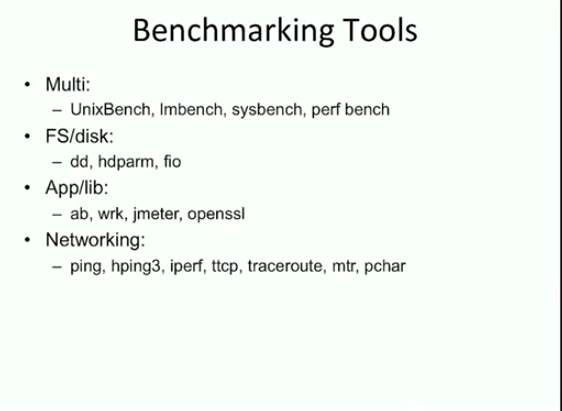 Benchmarking Tools
• Multi:
– UnixBench, lmbench, sysbench, perf bench
• FS/disk:
– dd, hdparm, fio
• App/lib:
– ab, wrk, jmeter, openssl
• Networking:
– ping, hping3, iperf, ttcp, traceroute, mtr, pchar